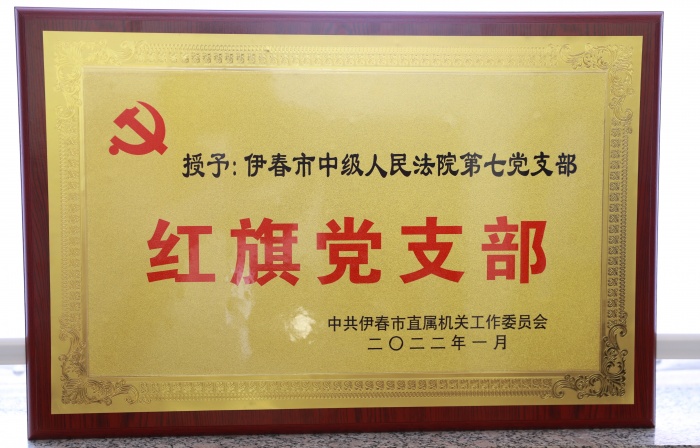 授予:伊春市中级人民法院第七党支部
红旗党支部
中共伊春市直属机关工作委员会
二〇二二年一月